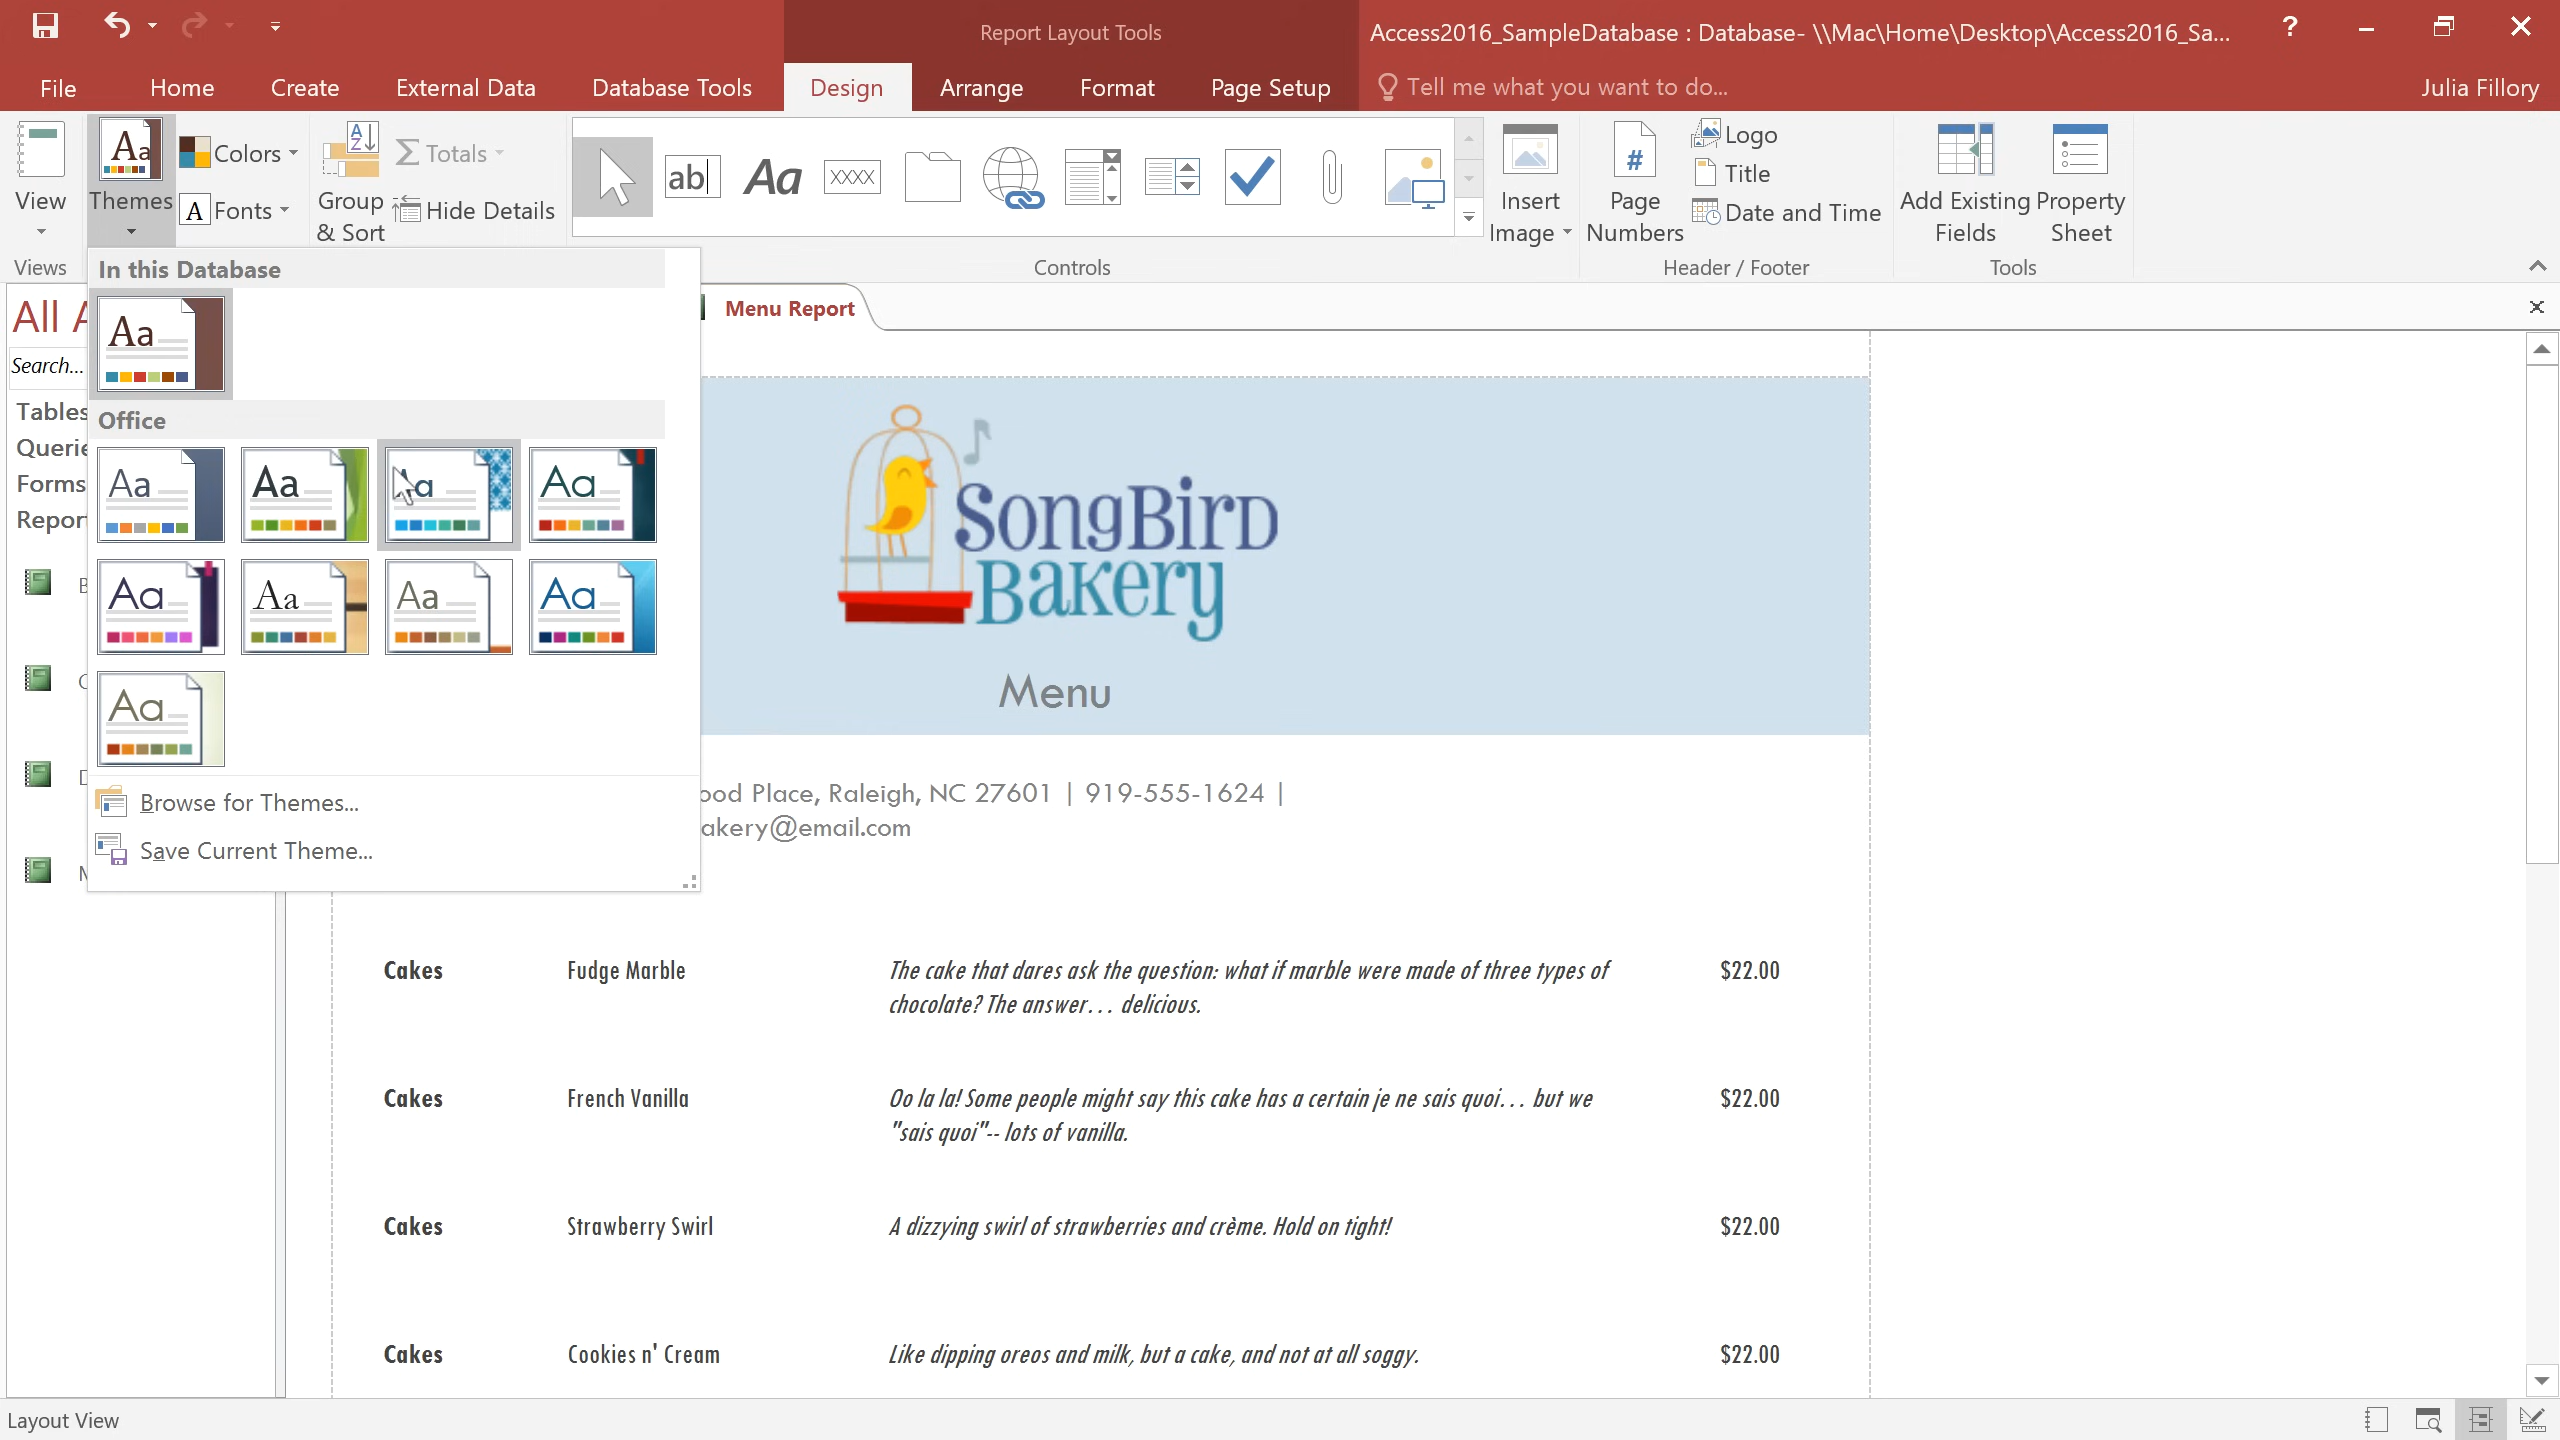 Report Layout Tools
Access2016_SampleDatabase : Database- \\Mac\Home\Desktop\Access2016_Sa...
?
File Home Create External Data Database Tools Design Arrange Format Page Setup Tell me what you want to do... Julia Fillory
View
Themes
Colors
Fonts
Group
& Sort
Totals
Hide Details
ab
Aa
XXXX
Insert
Image
Page
Numbers
Logo
Title
Date and Time
Add Existing
Fields
Property
Sheet
Views
Controls
Header / Footer
Tools
All A
Search...
Tables
Queries
Forms
Report
In this Database
Aa
Office
Aa Aa Aa Aa
Aa Aa Aa Aa
Aa
Browse for Themes...
Save Current Theme...
Menu Report
SongBird
Bakery
Menu
ood Place, Raleigh, NC 27601 | 919-555-1624 |
akery@email.com
Cakes Fudge Marble The cake that dares ask the question: what if marble were made of three types of $22.00
chocolate? The answer... delicious.
Cakes French Vanilla Oo la la! Some people might say this cake has a certain je ne sais quoi... but we $22.00
"sais quoi"-- lots of vanilla.
Cakes Strawberry Swirl A dizzying swirl of strawberries and crème. Hold on tight! $22.00
Cakes Cookies n' Cream Like dipping oreos and milk, but a cake, and not at all soggy. $22.00
Layout View